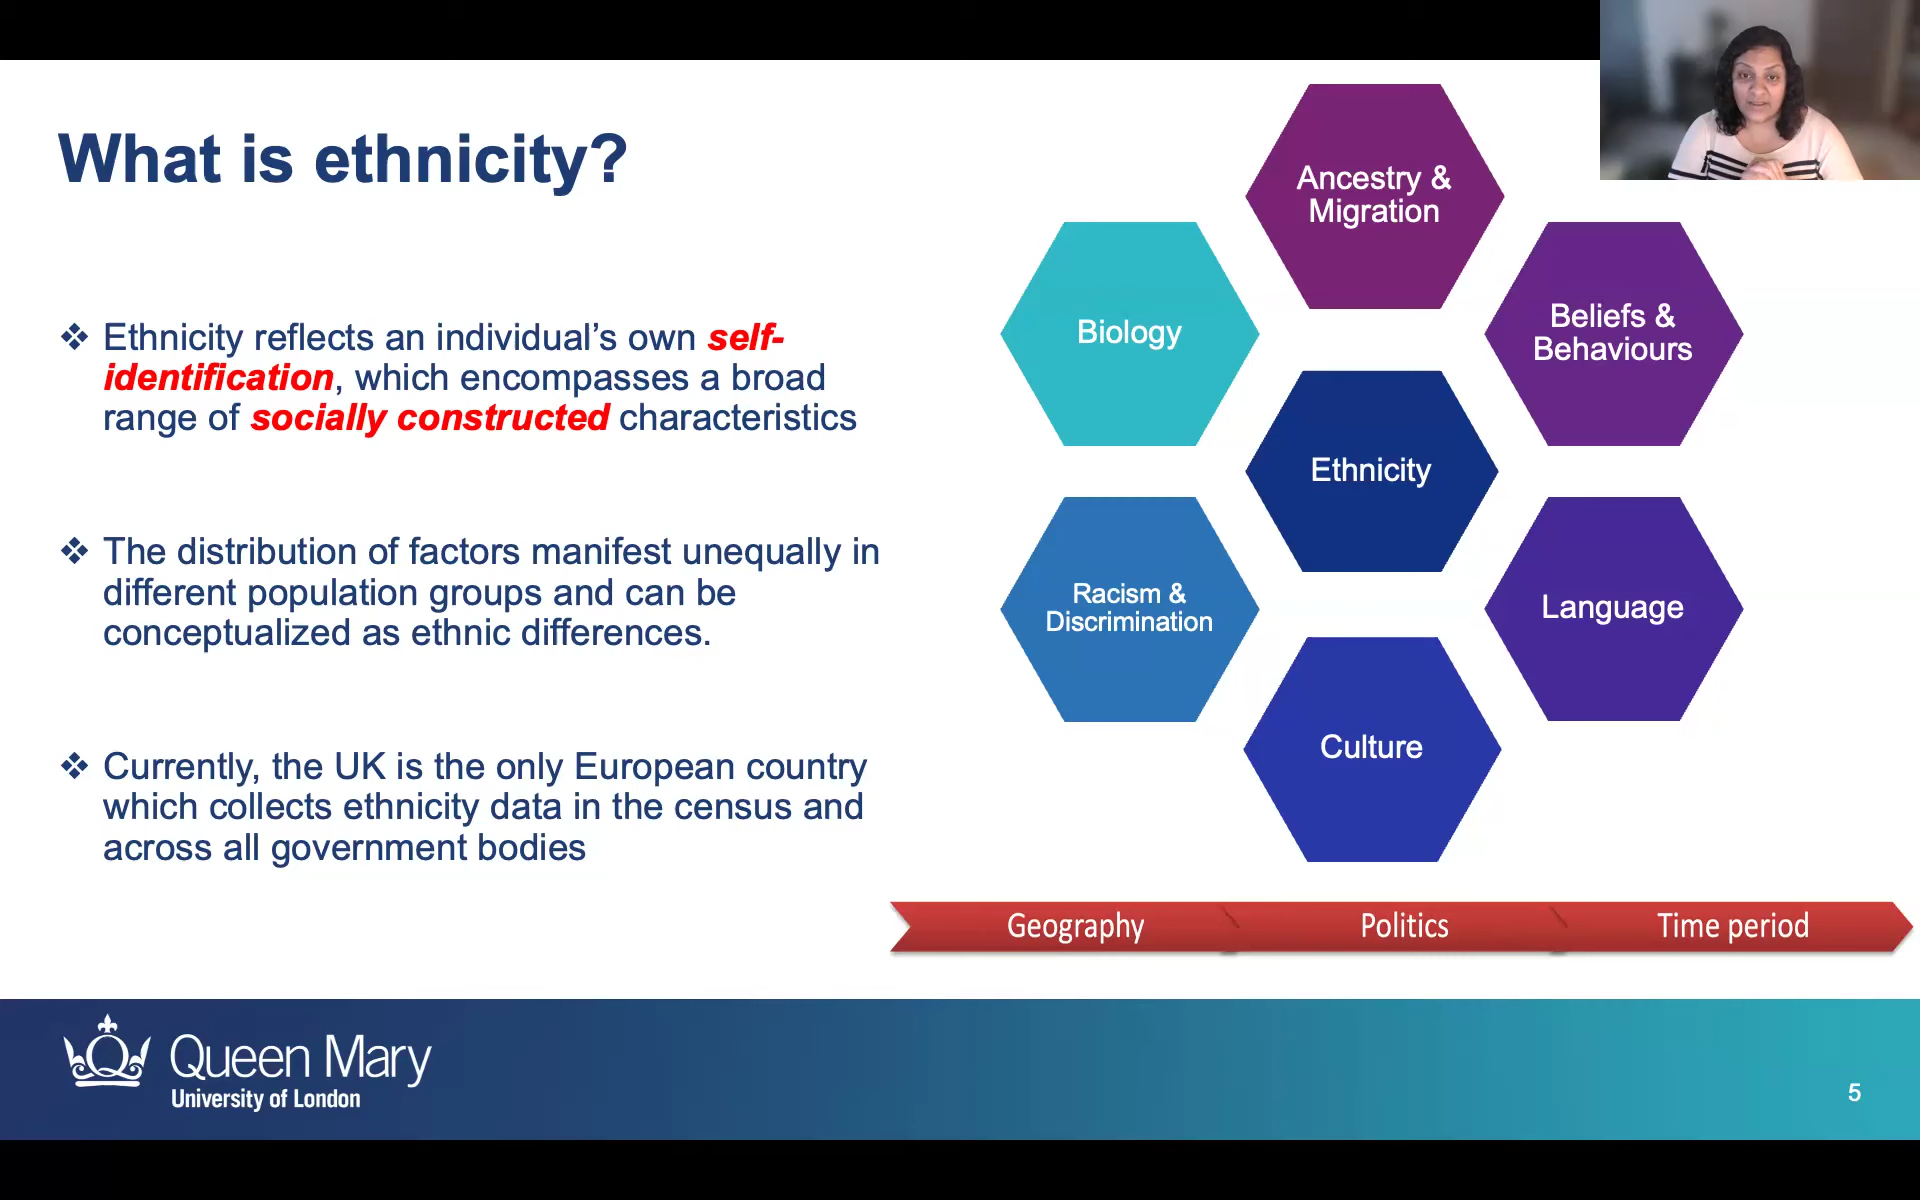 What is ethnicity?
❖ Ethnicity reflects an individual’s own self-
identification, which encompasses a broad
range of socially constructed characteristics
❖ The distribution of factors manifest unequally in
different population groups and can be
conceptualized as ethnic differences.
❖ Currently, the UK is the only European country
which collects ethnicity data in the census and
across all government bodies
Ancestry &
Migration
Biology
Beliefs &
Behaviours
Ethnicity
Racism &
Discrimination
Language
Culture
Geography
Politics
Time period
Queen Mary
University of London
5